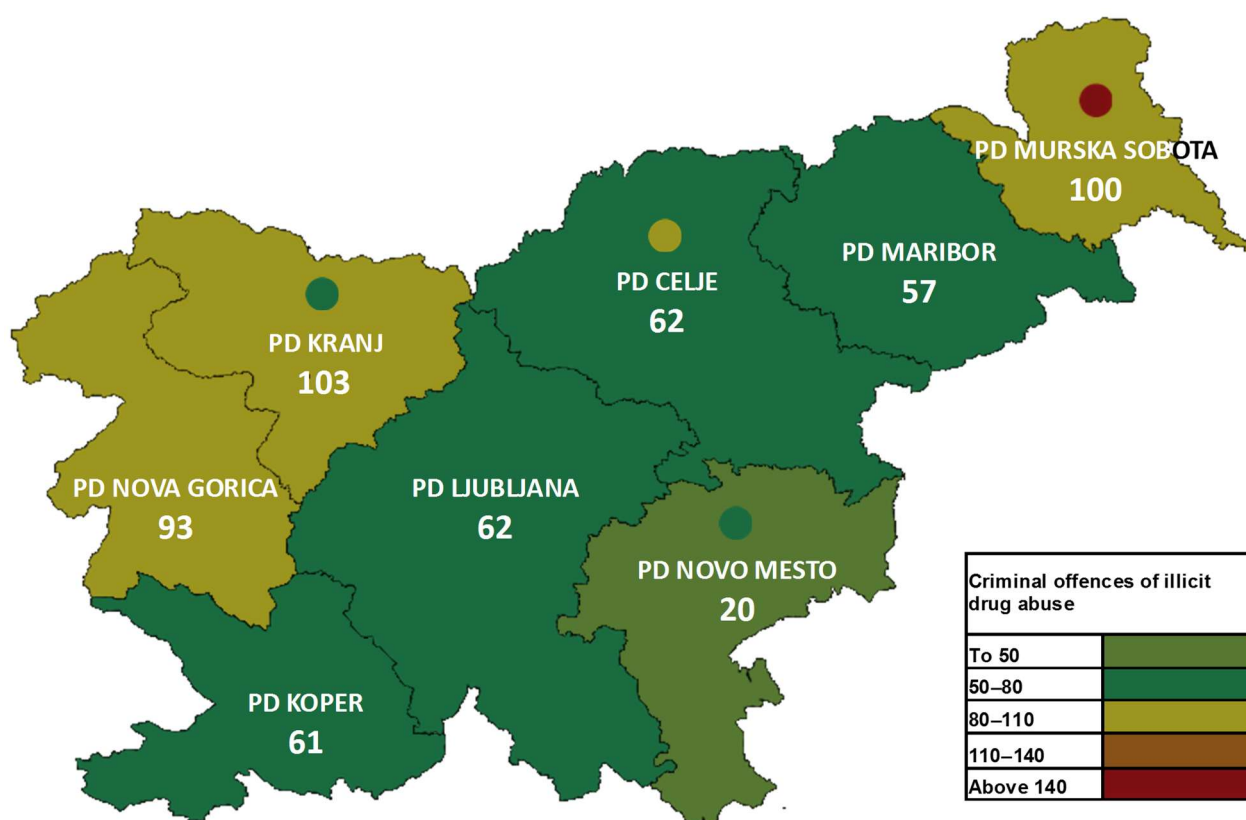 PD MURSKA SOBOTA
100
PD MARIBOR
57
PD CELJE
62
PD KRANJ
103
PD NOVA GORICA
93
PD LJUBLJANA
62
PD NOVO MESTO
20
PD KOPER
61
Criminal offences of illicit
drug abuse
To 50
50–80
80–110
110–140
Above 140